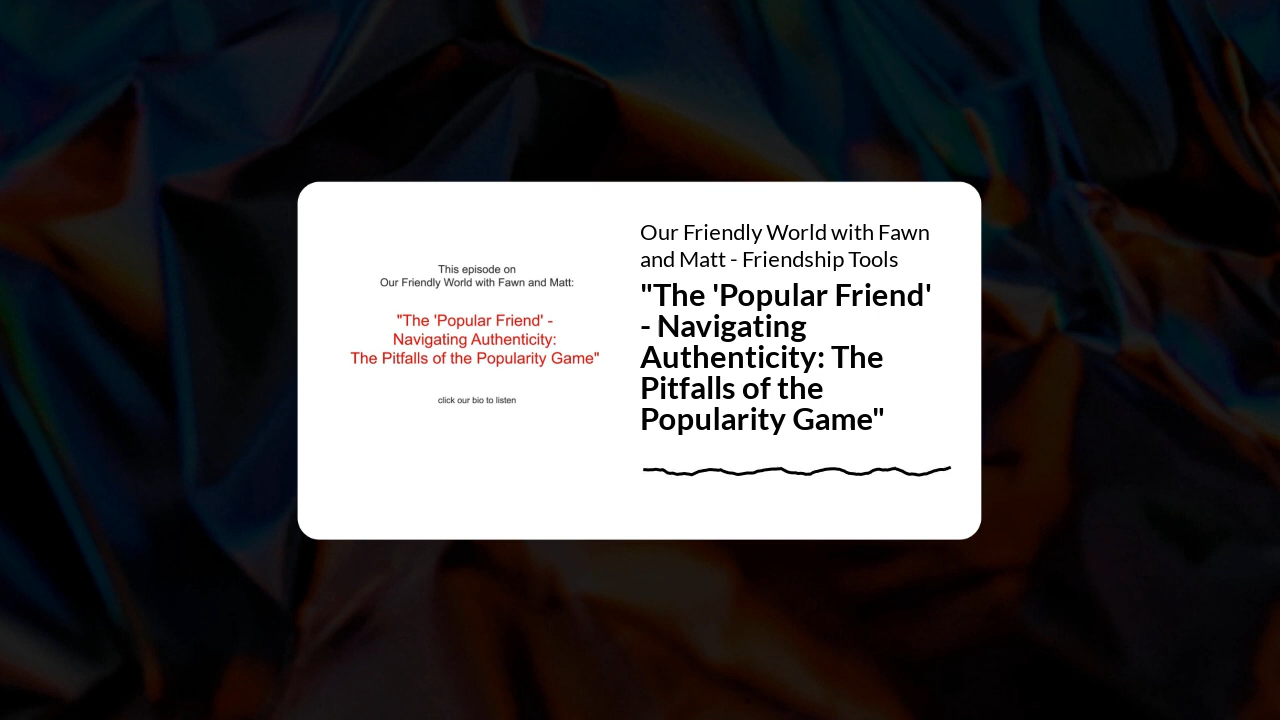 This episode on
Our Friendly World with Fawn and Matt:
"The 'Popular Friend' -
Navigating Authenticity:
The Pitfalls of the Popularity Game"
click our bio to listen
Our Friendly World with Fawn
and Matt - Friendship Tools
"The 'Popular Friend'
- Navigating
Authenticity: The
Pitfalls of the
Popularity Game"